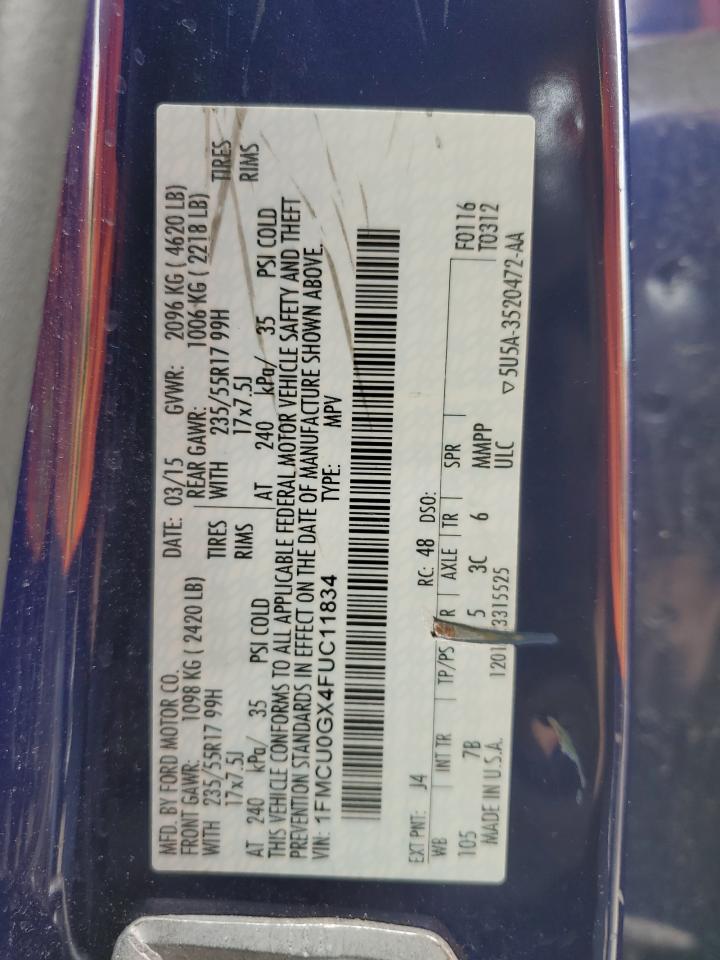 MFD. BY FORD MOTOR CO.
DATE: 03/15 GVWR: 2096 KG ( 4620 LB)
FRONT GAWR: 1098 KG ( 2420 LB) REAR GAWR: 1006 KG ( 2218 LB)
WITH 235/55R17 99H TIRES WITH 235/55R17 99H TIRES
17x7.5J RIMS 17x7.5J RIMS
AT 240 kPa/ 35 PSI COLD AT 240 kPa/ 35 PSI COLD
THIS VEHICLE CONFORMS TO ALL APPLICABLE FEDERAL MOTOR VEHICLE SAFETY AND THEFT
PREVENTION STANDARDS IN EFFECT ON THE DATE OF MANUFACTURE SHOWN ABOVE.
VIN: 1FMCU0GX4FUC11834 TYPE: MPV
EXT PNT: J4 RC: 48 DSO:
WB INT TR TP/PS R AXLE TR SPR F0116
105 7B 5 3C 6 MMPP T0312
MADE IN U.S.A. 3315525 ULC
▽ 5U5A-3520472-AA